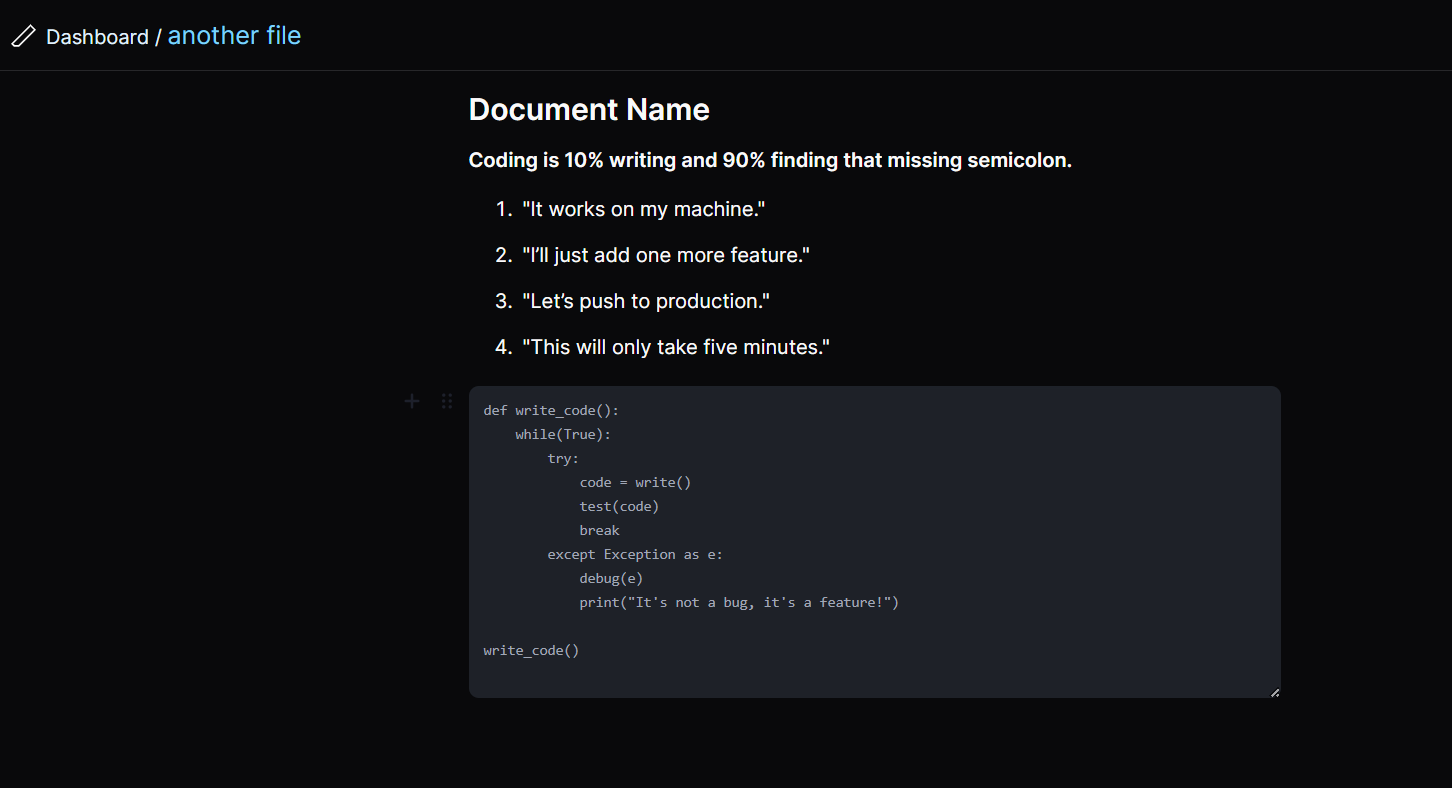 Dashboard / another file
Document Name
Coding is 10% writing and 90% finding that missing semicolon.
1. "It works on my machine."
2. "I’ll just add one more feature."
3. "Let’s push to production."
4. "This will only take five minutes."
def write_code():
    while(True):
        try:
            code = write()
            test(code)
            break
        except Exception as e:
            debug(e)
            print("It's not a bug, it's a feature!")
write_code()